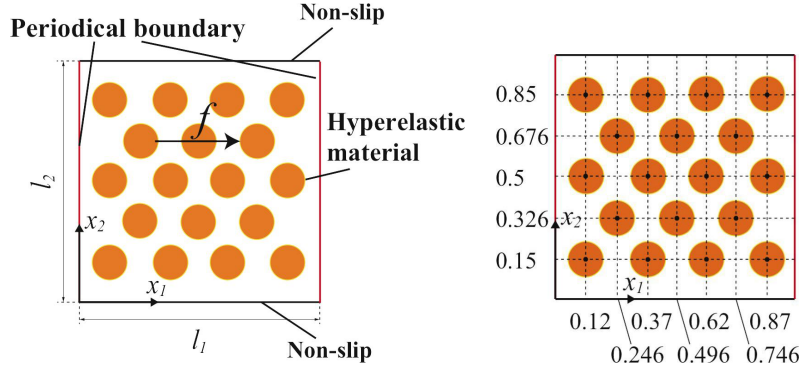 Non-slip
Periodical boundary
f
Hyperelastic
material
l2
x2
x1
l1
Non-slip
0.85
0.676
0.5
0.326
0.15
x2
x1
0.12 0.37 0.62 0.87
0.246 0.496 0.746